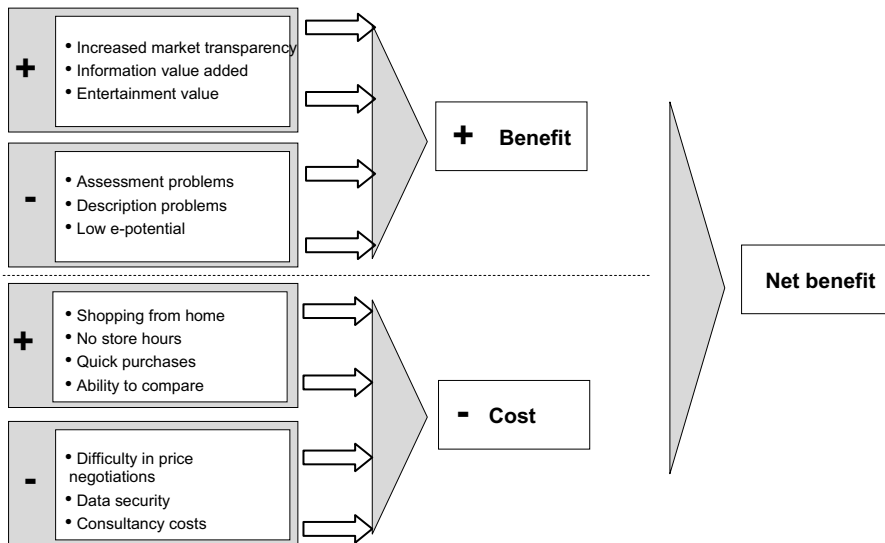 +
• Increased market transparency
• Information value added
• Entertainment value
-
• Assessment problems
• Description problems
• Low e-potential
+ Benefit
+
• Shopping from home
• No store hours
• Quick purchases
• Ability to compare
-
• Difficulty in price
negotiations
• Data security
• Consultancy costs
- Cost
Net benefit